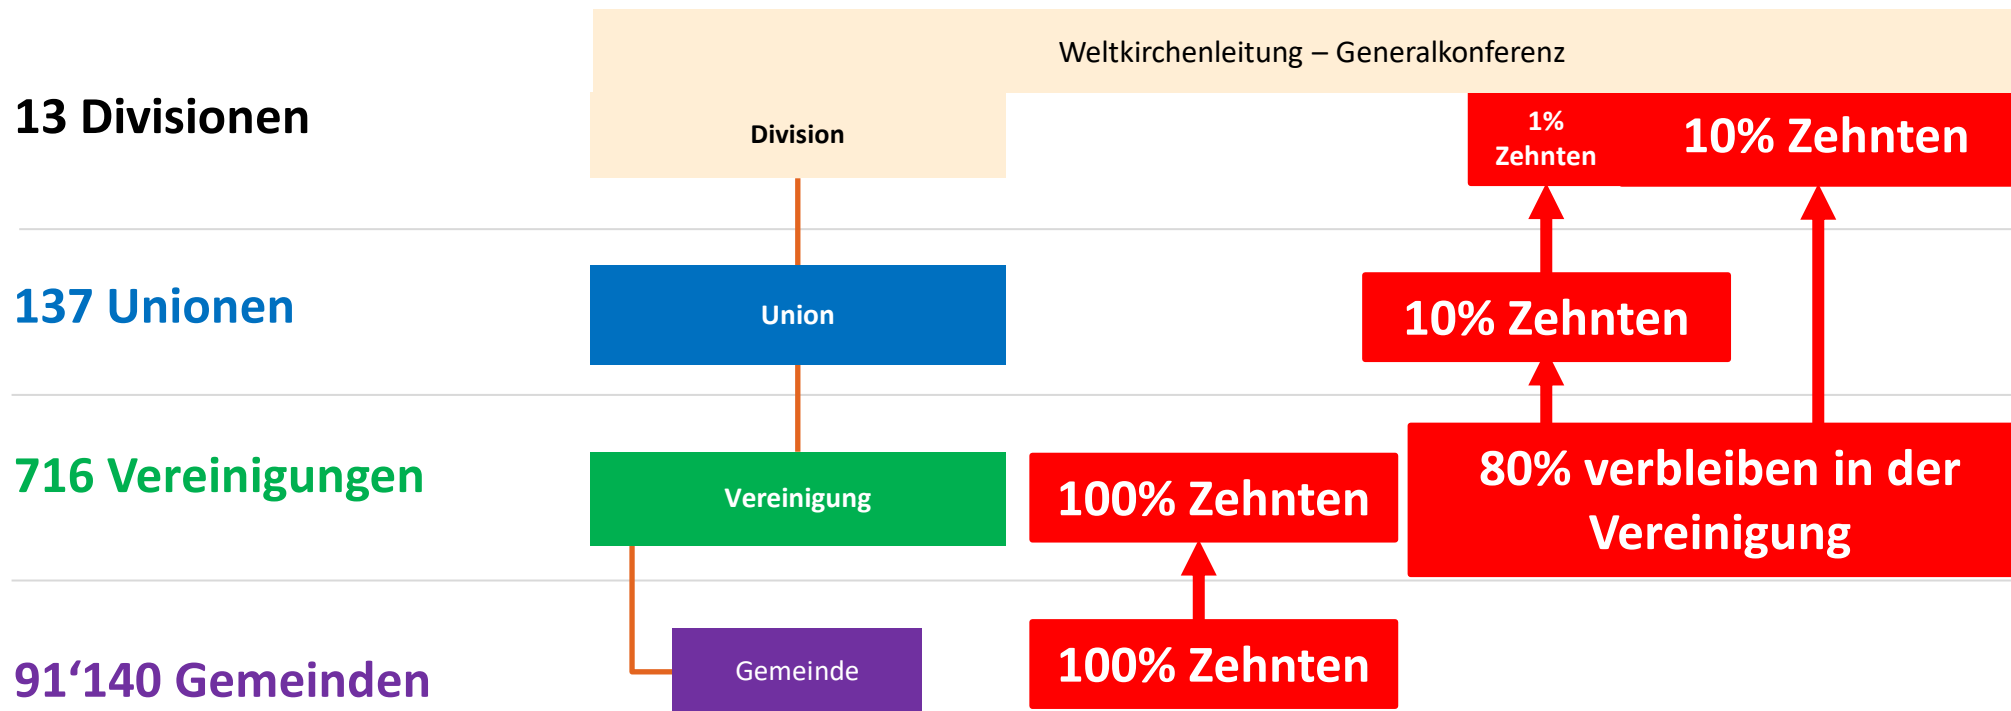 Weltkirchenleitung – Generalkonferenz
13 Divisionen
Division
1%
Zehnten
10% Zehnten
137 Unionen
Union
10% Zehnten
716 Vereinigungen
Vereinigung
100% Zehnten
80% verbleiben in der
Vereinigung
91‘140 Gemeinden
Gemeinde
100% Zehnten